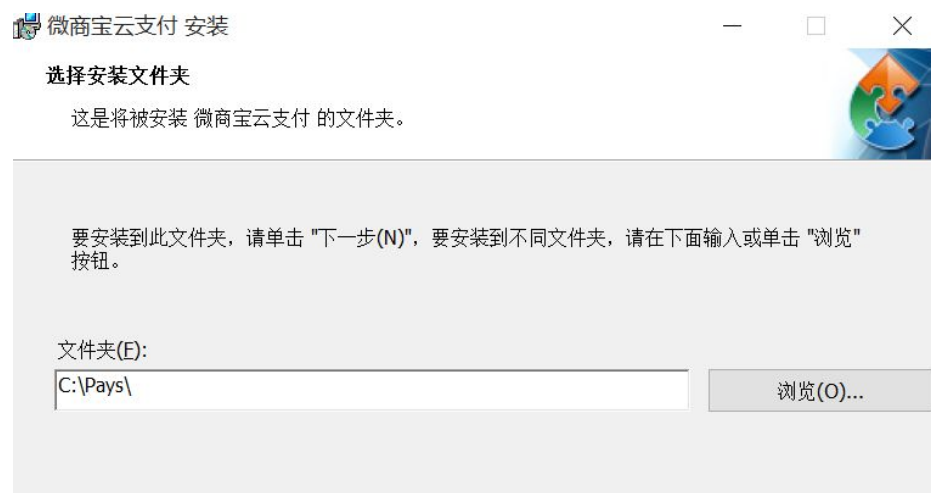 微商宝云支付 安装
选择安装文件夹
这是将被安装 微商宝云支付 的文件夹。
要安装到此文件夹，请单击 "下一步(N)"，要安装到不同文件夹，请在下面输入或单击 "浏览"
按钮。
文件夹(F):
C:\Pays\
浏览(O)...